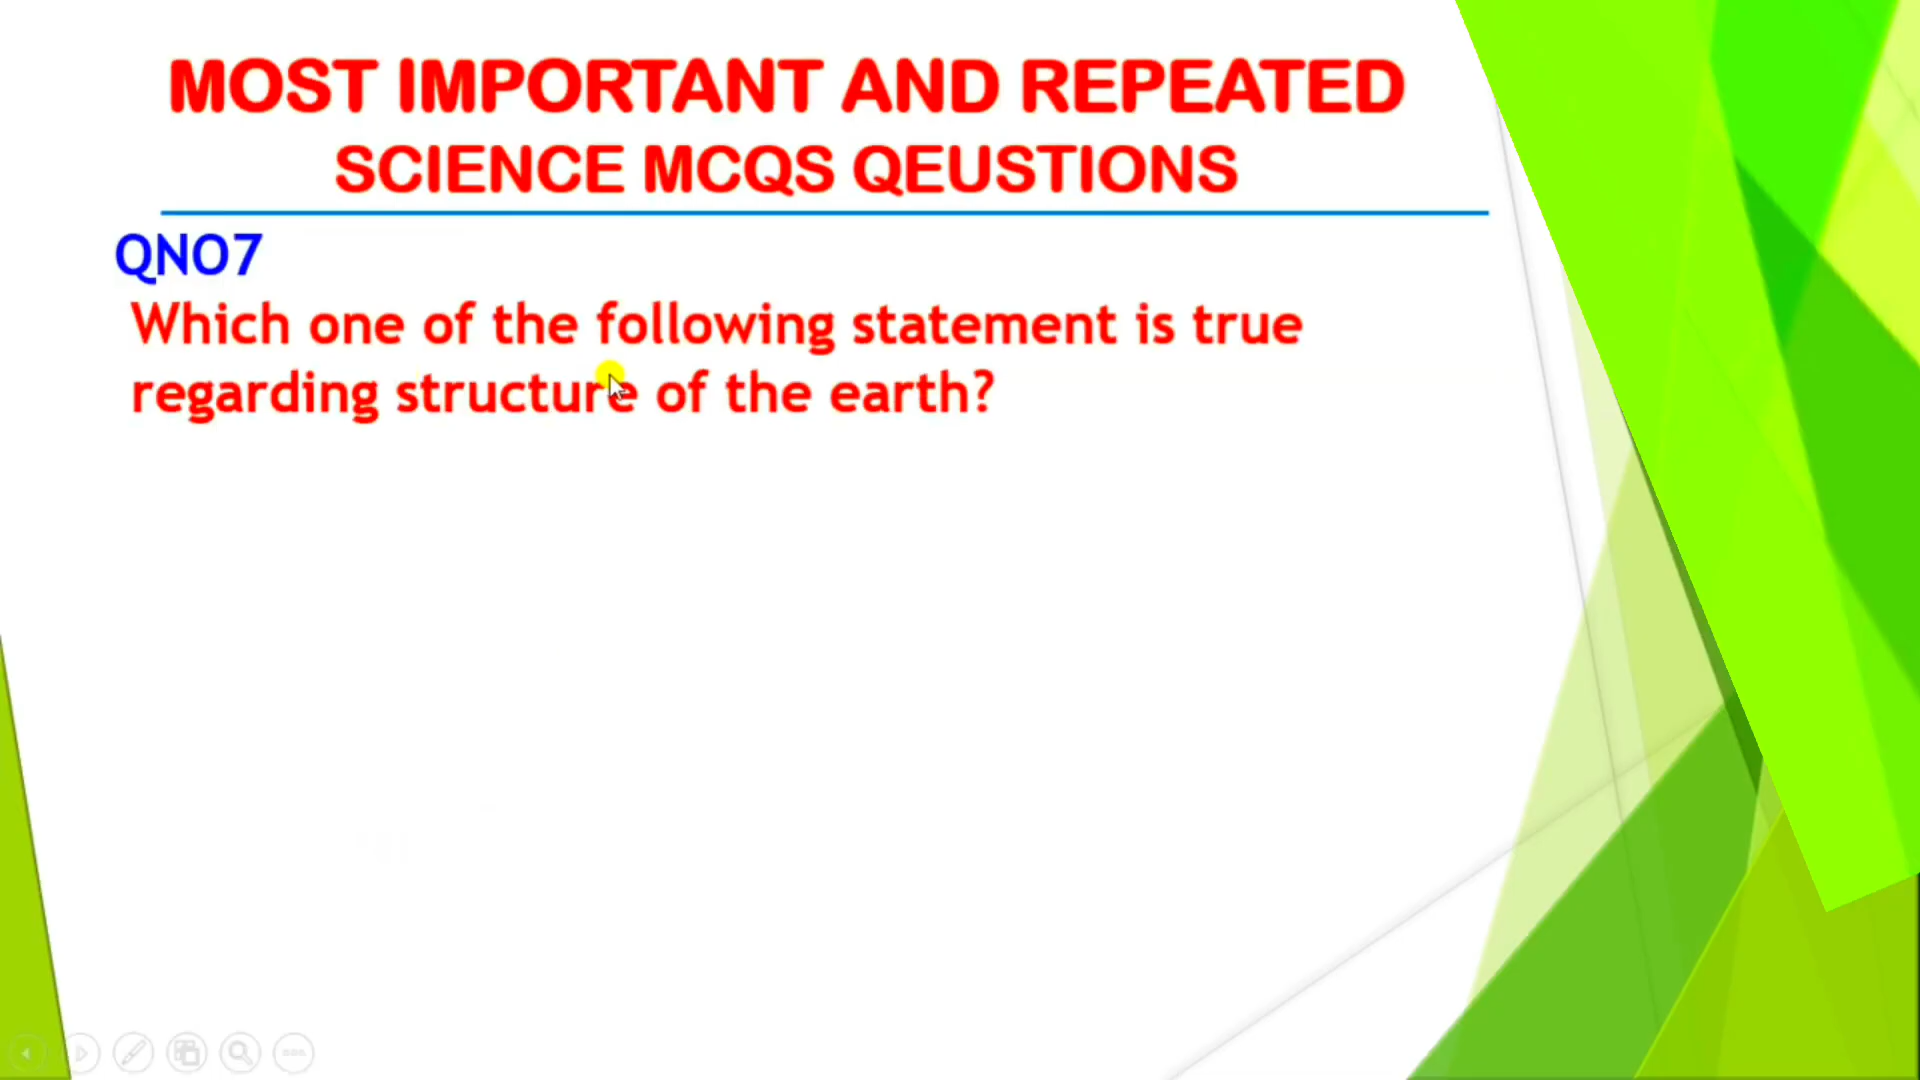 MOST IMPORTANT AND REPEATED
SCIENCE MCQS QEUSTIONS
QNO7
Which one of the following statement is true
regarding structure of the earth?